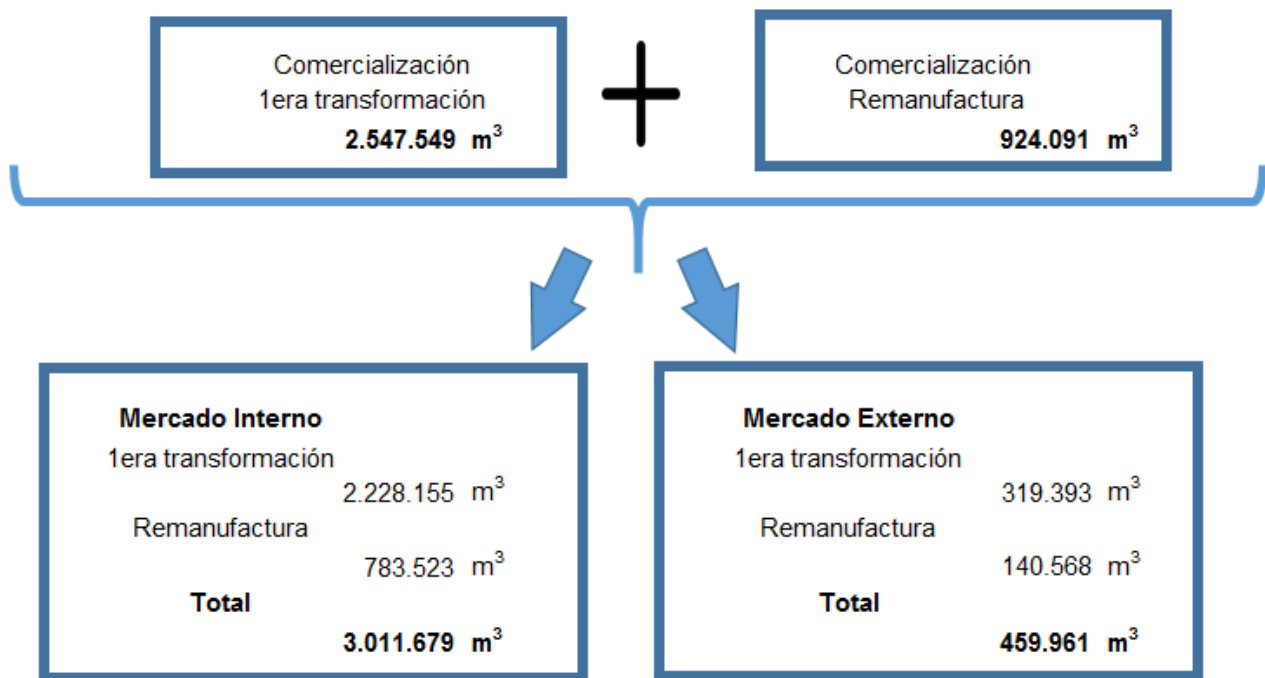 Comercialización
1era transformación
2.547.549 m³
Comercialización
Remanufactura
924.091 m³
Mercado Interno
1era transformación
2.228.155 m³
Remanufactura
783.523 m³
Total
3.011.679 m³
Mercado Externo
1era transformación
319.393 m³
Remanufactura
140.568 m³
Total
459.961 m³